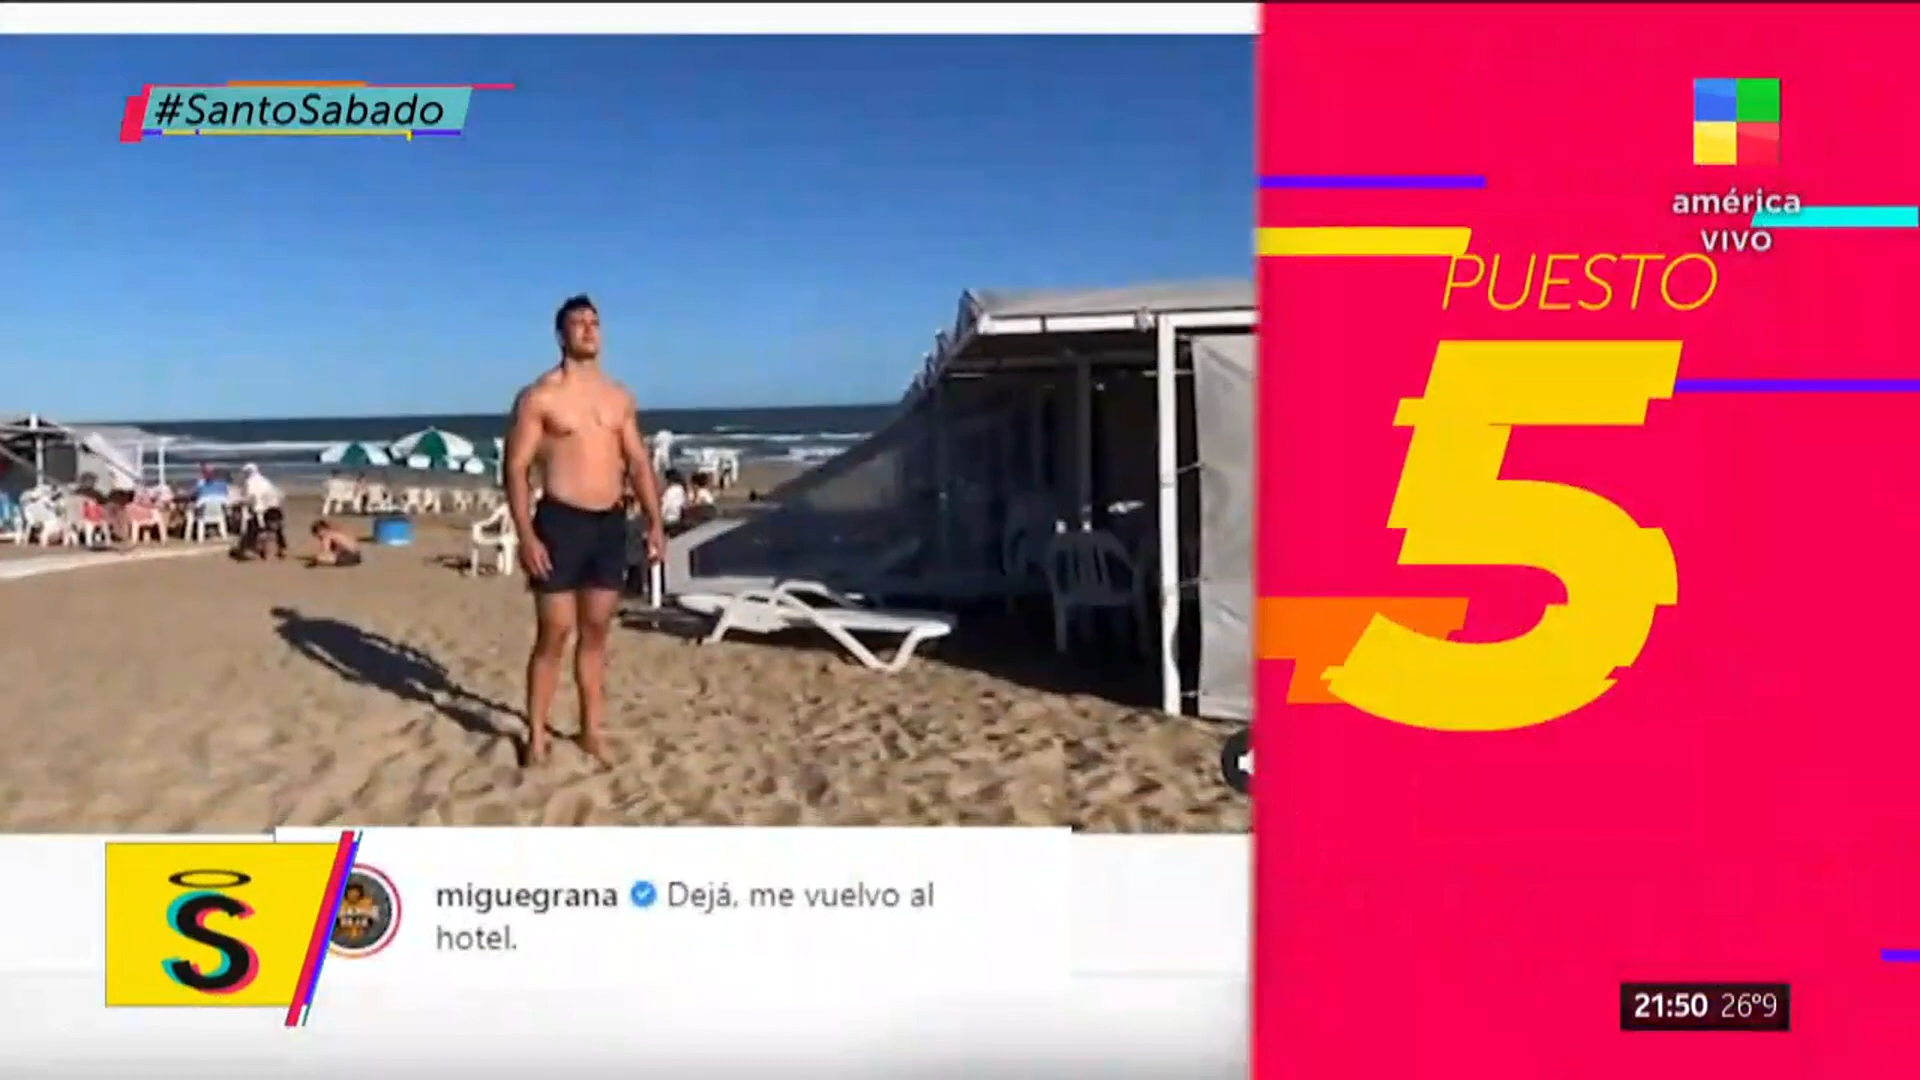 #SantoSabado
américa
VIVO
PUESTO
5
S
miguegrana Dejá, me vuelvo al
hotel.
21:50 26°9